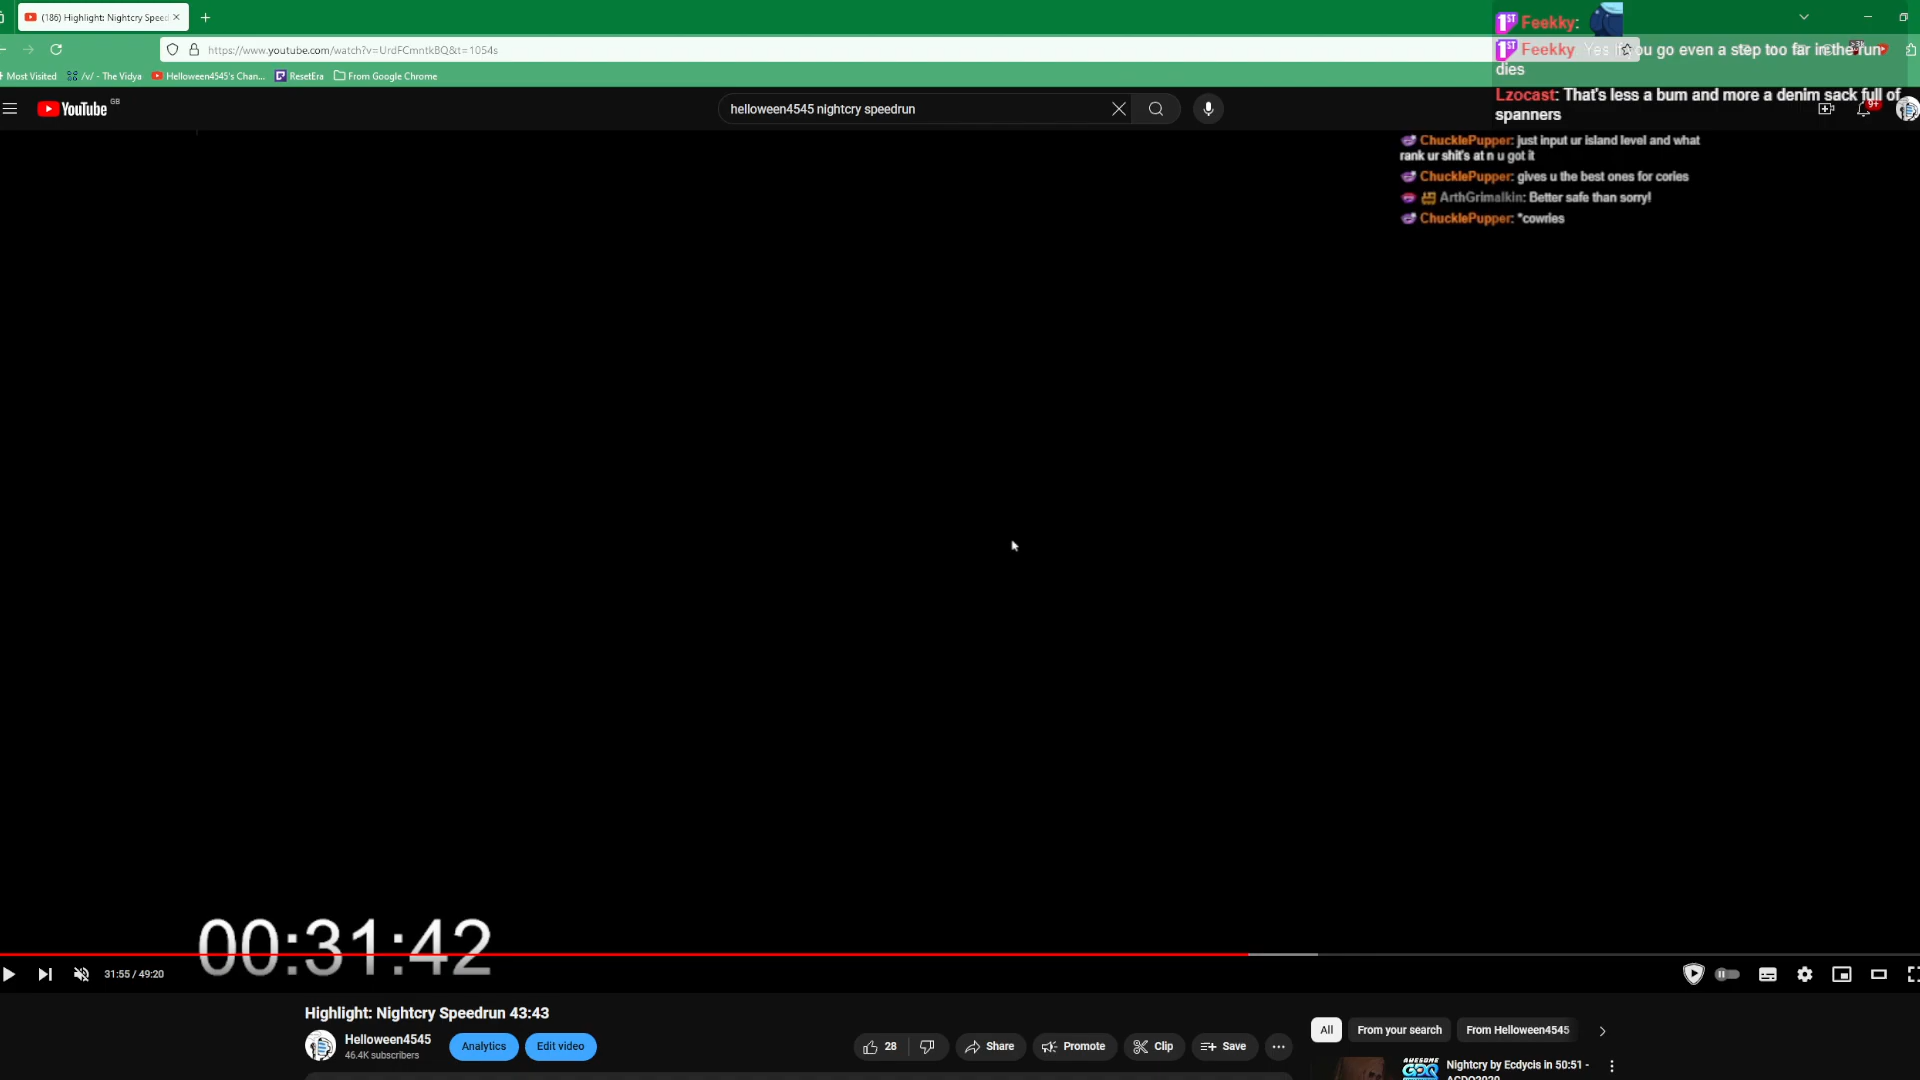 (186) Highlight: Nightcry Speed
Feekky:
https://www.youtube.com/watch?v=UrdFCmntkBQ&t=1054s
Feekky Yes if you go even a step too far in the run
dies
Most Visited /v/ - The Vidya Helloween4545's Chan... ResetEra From Google Chrome
YouTube GB
helloween4545 nightcry speedrun
Lzocast: That's less a bum and more a denim sack full of
spanners
9+
ChucklePupper: just input ur island level and what
rank ur shit's at n u got it
ChucklePupper: gives u the best ones for cories
ArthGrimalkin: Better safe than sorry!
ChucklePupper: *cowries
00:31:42
31:55 / 49:20
Highlight: Nightcry Speedrun 43:43
Helloween4545
46.4K subscribers
Analytics
Edit video
28
Share
Promote
Clip
Save
All
From your search
From Helloween4545
Nightcry by Ecdycis in 50:51 -